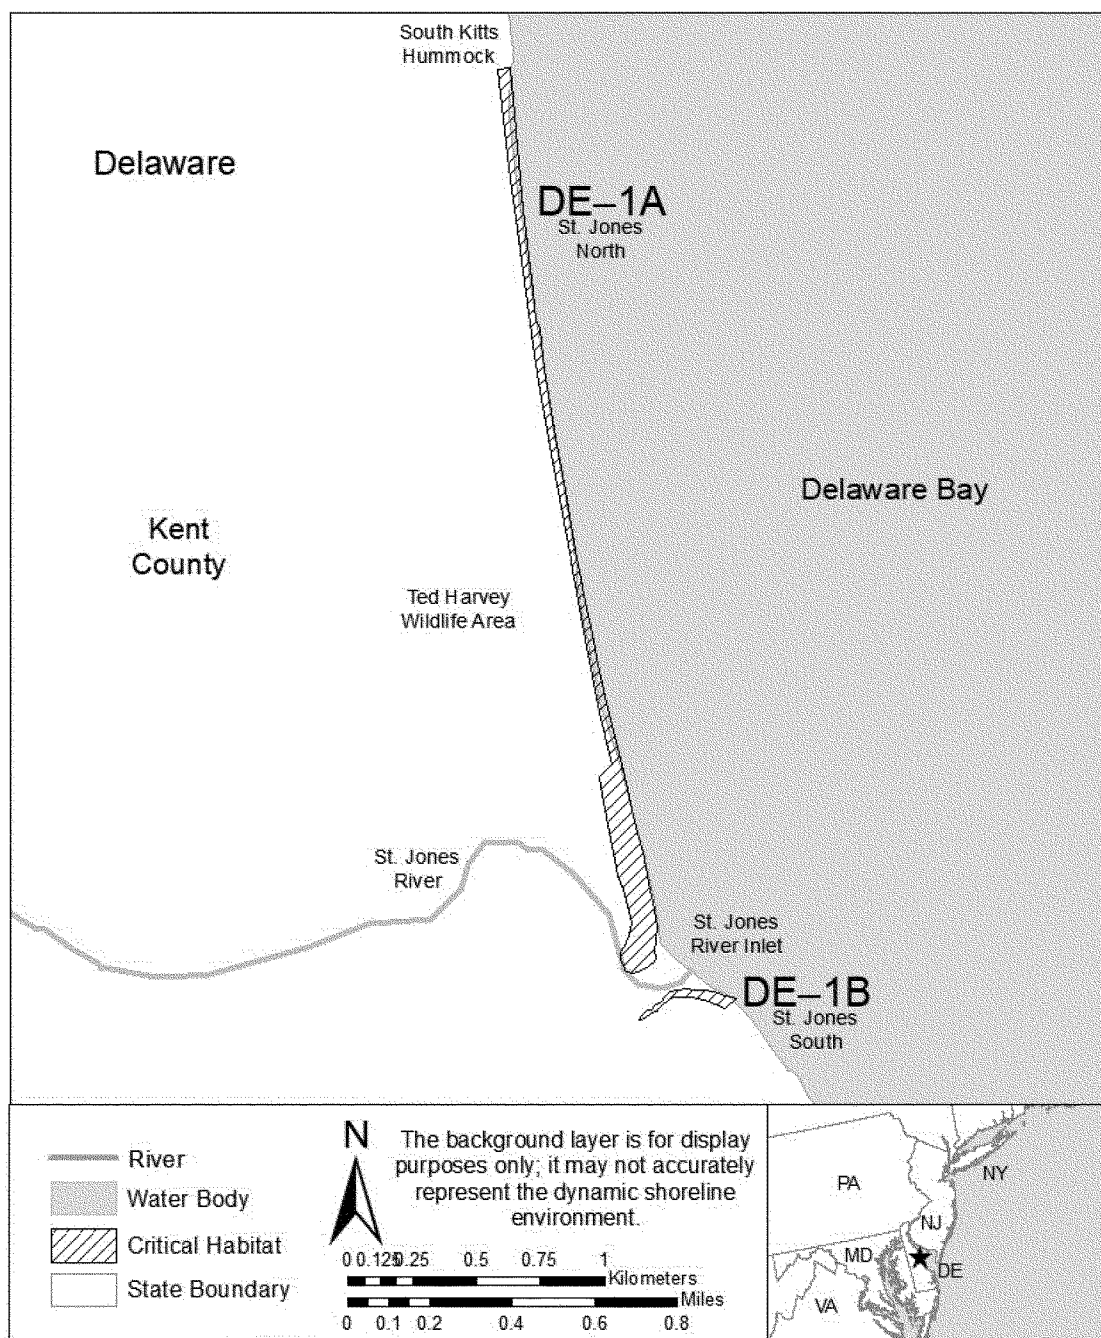 South Kitts
Hummock
Delaware
DE–1A
St. Jones
North
Delaware Bay
Kent
County
Ted Harvey
Wildlife Area
St. Jones
River
St. Jones
River Inlet
DE–1B
St. Jones
South
River
Water Body
Critical Habitat
State Boundary
N
The background layer is for display
purposes only; it may not accurately
represent the dynamic shoreline
environment.
0 0.125 0.25 0.5 0.75 1
Kilometers
Miles
0 0.1 0.2 0.4 0.6 0.8
NY
PA
NJ
MD
DE
VA